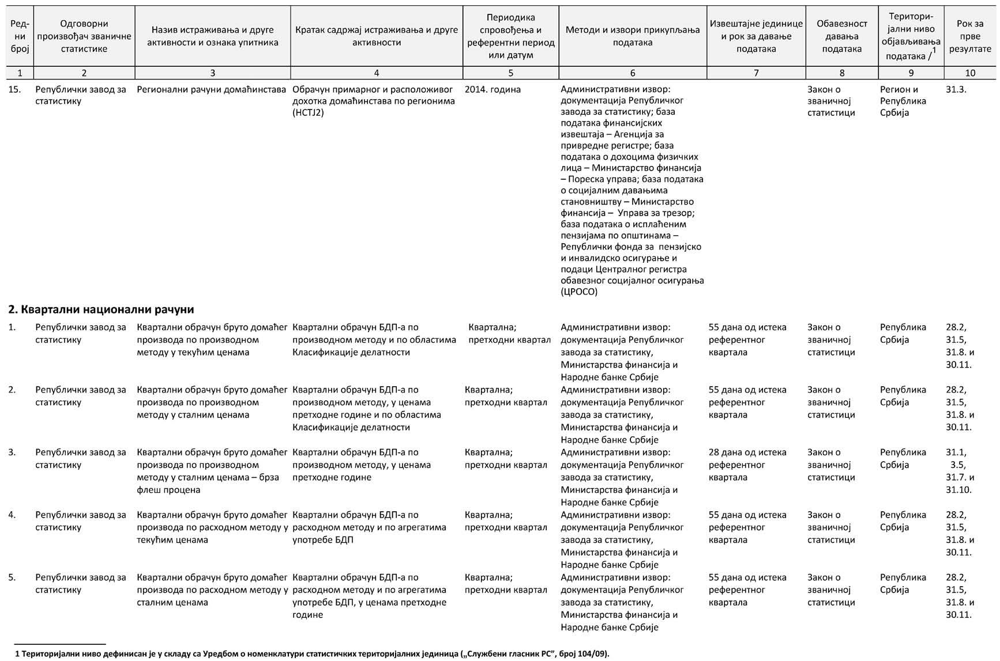 Ред-
ни
број
Одговорни
произвођач званичне
статистике
Назив истраживања и друге
активности и ознака упитника
Кратак садржај истраживања и друге
активности
Периодика
спровођења и
референтни период
или датум
Методи и извори прикупљања
података
Извештајне јединице
и рок за давање
података
Обавезност
давања
података
Територи-
јални ниво
објављивања
података /1
Рок за
прве
резултате
1 2 3 4 5 6 7 8 9 10
15.
Републички завод за
статистику
Регионални рачуни домаћинстава
Обрачун примарног и расположивог
дохотка домаћинстава по регионима
(НСТЈ2)
2014. година
Административни извор:
документација Републичког
завода за статистику; база
података финансијских
извештаја – Агенција за
привредне регистре; база
података о дохоцима физичких
лица – Министарство финансија
– Пореска управа; база података
о социјалним давањима
становништву – Министарство
финансија – Управа за трезор;
база података о исплаћеним
пензијама по општинама –
Републички фонда за пензијско
и инвалидско осигурање и
подаци Централног регистра
обавезног социјалног осигурања
(ЦРОСО)
Закон о
званичној
статистици
Регион и
Република
Србија
31.3.
2. Квартални национални рачуни
1.
Републички завод за
статистику
Квартални обрачун бруто домаћег
производа по производном
методу у текућим ценама
Квартални обрачун БДП-а по
производном методу и по областима
Класификације делатности
Квартална;
претходни квартал
Административни извор:
документација Републичког
завода за статистику,
Министарства финансија и
Народне банке Србије
55 дана од истека
референтног
квартала
Закон о
званичној
статистици
Република
Србија
28.2,
31.5,
31.8. и
30.11.
2.
Републички завод за
статистику
Квартални обрачун бруто домаћег
производа по производном
методу у сталним ценама
Квартални обрачун БДП-а по
производном методу, у ценама
претходне године и по областима
Класификације делатности
Квартална;
претходни квартал
Административни извор:
документација Републичког
завода за статистику,
Министарства финансија и
Народне банке Србије
55 дана од истека
референтног
квартала
Закон о
званичној
статистици
Република
Србија
28.2,
31.5,
31.8. и
30.11.
3.
Републички завод за
статистику
Квартални обрачун бруто домаћег
производа по производном
методу у сталним ценама – брза
флеш процена
Квартални обрачун БДП-а по
производном методу, у ценама
претходне године
Квартална;
претходни квартал
Административни извор:
документација Републичког
завода за статистику,
Министарства финансија и
Народне банке Србије
28 дана од истека
референтног
квартала
Закон о
званичној
статистици
Република
Србија
31.1,
3.5,
31.7. и
31.10.
4.
Републички завод за
статистику
Квартални обрачун бруто домаћег
производа по расходном методу у
текућим ценама
Квартални обрачун БДП-а по
расходном методу и по агрегатима
употребе БДП
Квартална;
претходни квартал
Административни извор:
документација Републичког
завода за статистику,
Министарства финансија и
Народне банке Србије
55 дана од истека
референтног
квартала
Закон о
званичној
статистици
Република
Србија
28.2,
31.5,
31.8. и
30.11.
5.
Републички завод за
статистику
Квартални обрачун бруто домаћег
производа по расходном методу у
сталним ценама
Квартални обрачун БДП-а по
расходном методу и по агрегатима
употребе БДП, у ценама претходне
године
Квартална;
претходни квартал
Административни извор:
документација Републичког
завода за статистику,
Министарства финансија и
Народне банке Србије
55 дана од истека
референтног
квартала
Закон о
званичној
статистици
Република
Србија
28.2,
31.5,
31.8. и
30.11.
1 Територијални ниво дефинисан је у складу са Уредбом о номенклатури статистичких територијалних јединица („Службени гласник РС”, број 104/09).